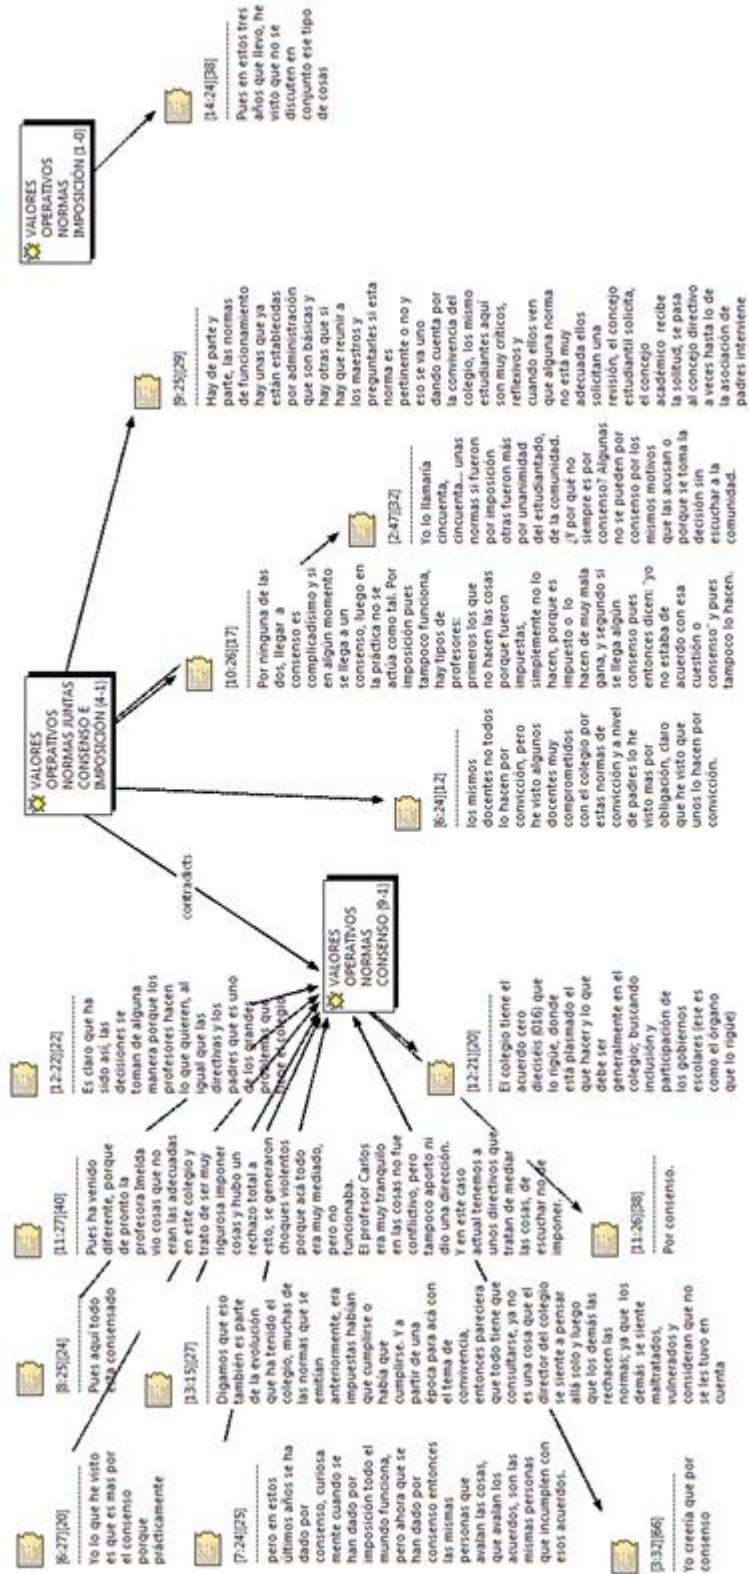 VALORES
OPERATIVOS
NORMAS
IMPOSICIÓN {1-0}
[14:24][38]
Pues en estos tres
años que llevo, he
visto que no se
discuten en
conjunto ese tipo
de cosas
VALORES
OPERATIVOS
NORMAS JUNTAS
CONSENSO E
IMPOSICIÓN {4-1}
[9:25][29]
Hay de parte y
parte, las normas
de funcionamiento
hay unas que ya
están establecidas
por administración
que son básicas y
hay otras que si
hay que reunir a
los maestros y
preguntarles si esta
norma es
pertinente o no y
eso se va uno
dando cuenta por
la convivencia del
colegio, los mismo
estudiantes aquí
son muy críticos,
reflexivos y
cuando ellos ven
que alguna norma
no esta muy
adecuada ellos
solicitan una
revisión, el concejo
estudiantil solicita,
el concejo
académico recibe
la solitud, se pasa
al concejo directivo
a veces hasta lo de
la asociación de
padres interviene
[10:26][17]
Por ninguna de las
dos, llegar a
consenso es
complicadísimo y si
en algún momento
se llega a un
consenso, luego en
la práctica no se
actúa como tal. Por
imposición pues
tampoco funciona,
hay tipos de
profesores:
primeros los que
no hacen las cosas
porque fueron
impuestas,
simplemente no lo
hacen, porque es
impuesto o lo
hacen de muy mala
gana, y segundo si
se llega algún
consenso pues
entonces dicen: ¨yo
no estaba de
acuerdo con esa
cuestión o
consenso¨ y pues
tampoco lo hacen.
[2:47][32]
Yo lo llamaría
cincuenta,
cincuenta... unas
normas si fueron
por imposición
otras fueron más
por unanimidad
del estudiantado,
de la comunidad.
¿Y por qué no
siempre es por
consenso? Algunas
no se pueden por
consenso por los
mismos motivos
que las acusan o
porque se toma la
decisión sin
escuchar a la
comunidad.
[6:24][12]
los mismos
docentes no todos
lo hacen por
convicción, pero
he visto algunos
docentes muy
comprometidos
con el colegio por
estas normas de
convicción y a nivel
de padres lo he
visto mas por
obligación, claro
que he visto que
unos lo hacen por
convicción.
contradicts
VALORES
OPERATIVOS
NORMAS
CONSENSO {9-1}
[12:22][22]
Es claro que ha
sido así, las
decisiones se
toman de alguna
manera porque los
profesores hacen
lo que quieren, al
igual que las
directivas y los
padres que es uno
de los grandes
problemas que
tiene el colegio
[12:21][20]
El colegio tiene el
acuerdo cero
dieciséis (016) que
lo rigüe, donde
está plasmado el
que hacer y lo que
debe ser
generalmente en el
colegio; buscando
inclusión y
participación de
los gobiernos
escolares (ese es
como el órgano
que lo rigüe)
[11:27][40]
Pues ha venido
diferente, porque
de pronto la
profesora Imelda
vio cosas que no
eran las adecuadas
en este colegio y
trato de ser muy
rigurosa imponer
cosas y hubo un
rechazo total a
esto, se generaron
choques violentos
porque acá todo
era muy mediado,
pero no
funcionaba.
El profesor Carlos
era muy tranquilo
en las cosas no fue
conflictivo, pero
tampoco aporto ni
dio una dirección.
Y en este caso
actual tenemos a
unos directivos que
tratan de mediar
las cosas, de
escuchar no de
imponer.
[11:26][38]
Por consenso.
[8:25][24]
Pues aquí todo
esta consensado
[13:15][27]
Digamos que eso
también es parte
de la evolución
que ha tenido el
colegio, muchas de
las normas que se
emitían
anteriormente, era
impuestas habían
que cumplirse o
había que
cumplirse. Y a
partir de una
época para acá con
el tema de
convivencia,
entonces pareciera
que todo tiene que
consultarse, ya no
es una cosa que el
director del colegio
se siente a pensar
allá solo y luego
que los demás las
rechacen las
normas; ya que los
demás se siente
maltratados,
vulnerados y
consideran que no
se les tuvo en
cuenta
[6:27][20]
Yo lo que he visto
es que es mas por
el consenso
porque
prácticamente
[7:24][25]
pero en estos
últimos años se ha
dado por
consenso, curiosa
mente cuando se
han dado por
imposición todo el
mundo funciona,
pero ahora que se
han dado por
consenso entonces
las mismas
personas que
avalan las cosas,
que avalan los
acuerdos, son las
mismas personas
que incumplen con
esos acuerdos.
[3:32][66]
Yo creería que por
consenso